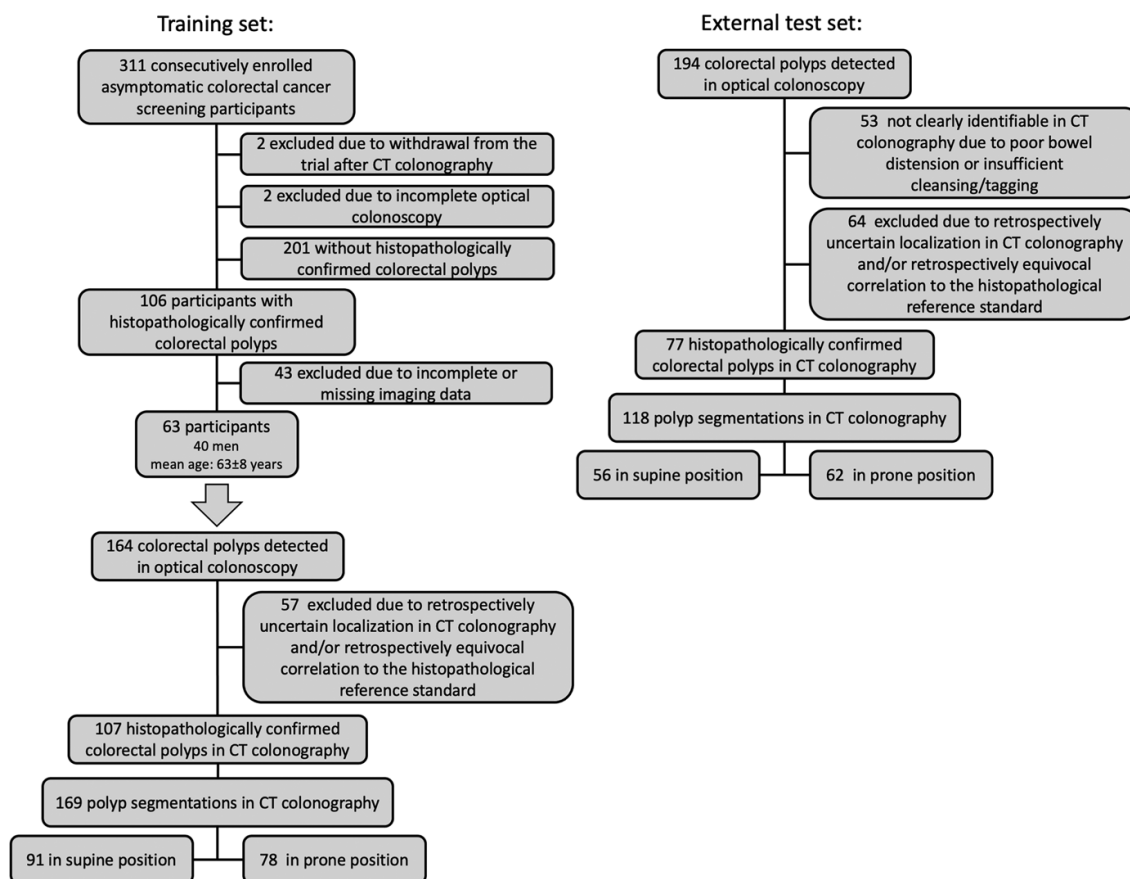 Training set:
311 consecutively enrolled
asymptomatic colorectal cancer
screening participants
2 excluded due to withdrawal from the
trial after CT colonography
2 excluded due to incomplete optical
colonoscopy
201 without histopathologically
confirmed colorectal polyps
106 participants with
histopathologically confirmed
colorectal polyps
43 excluded due to incomplete or
missing imaging data
63 participants
40 men
mean age: 63±8 years
164 colorectal polyps detected
in optical colonoscopy
57 excluded due to retrospectively
uncertain localization in CT colonography
and/or retrospectively equivocal
correlation to the histopathological
reference standard
107 histopathologically confirmed
colorectal polyps in CT colonography
169 polyp segmentations in CT colonography
91 in supine position
78 in prone position
External test set:
194 colorectal polyps detected
in optical colonoscopy
53 not clearly identifiable in CT
colonography due to poor bowel
distension or insufficient
cleansing/tagging
64 excluded due to retrospectively
uncertain localization in CT colonography
and/or retrospectively equivocal
correlation to the histopathological
reference standard
77 histopathologically confirmed
colorectal polyps in CT colonography
118 polyp segmentations in CT colonography
56 in supine position
62 in prone position